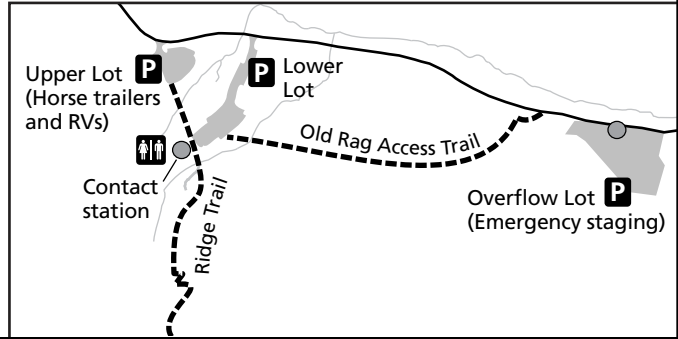 Upper Lot
(Horse trailers
and RVs)
P
P
Lower
Lot
Old Rag Access Trail
Contact
station
Ridge Trail
Overflow Lot
P
(Emergency staging)